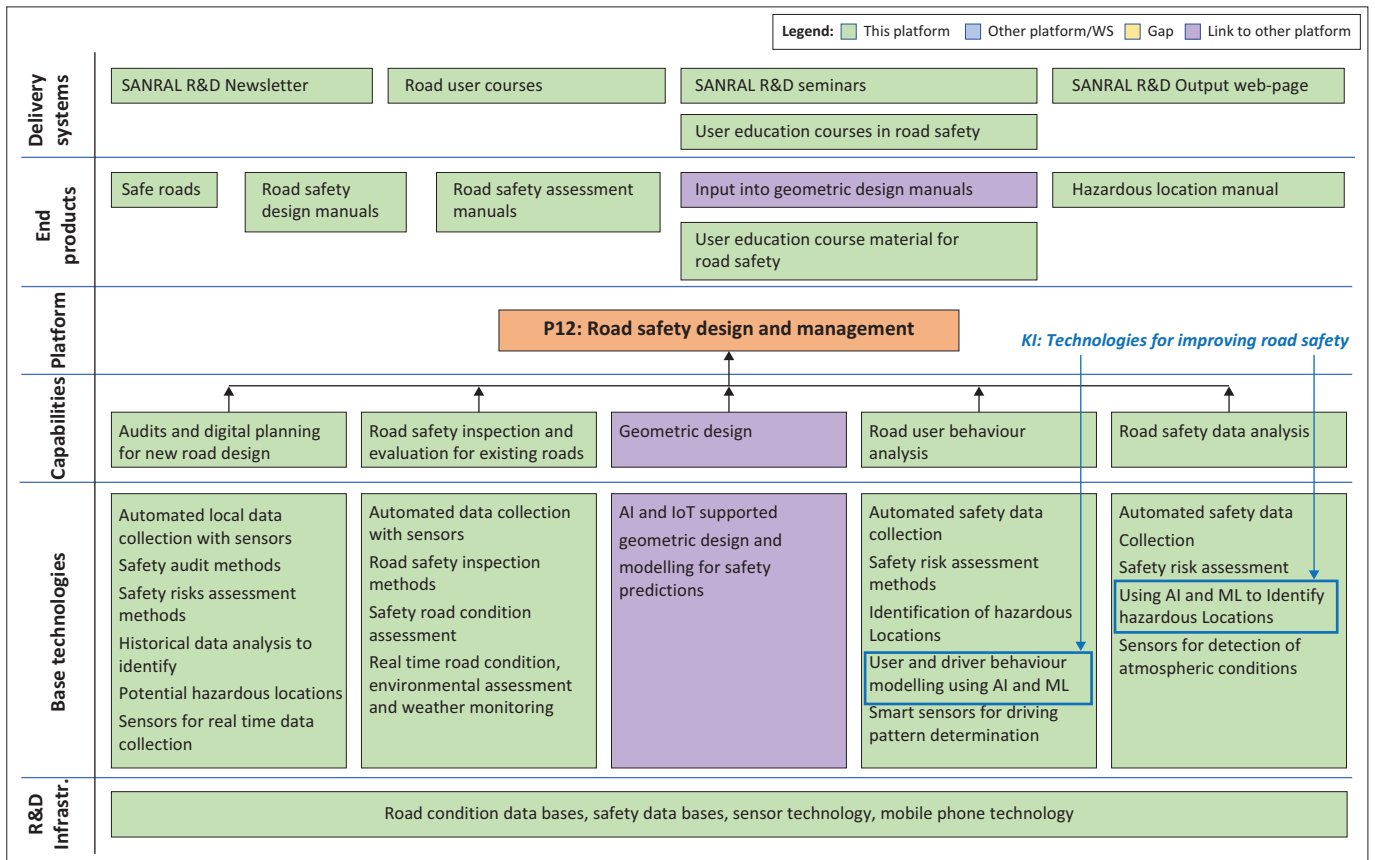 Legend: This platform Other platform/WS Gap Link to other platform
Delivery
systems
SANRAL R&D Newsletter
Road user courses
SANRAL R&D seminars
SANRAL R&D Output web-page
User education courses in road safety
End
products
Safe roads
Road safety
design manuals
Road safety assessment
manuals
Input into geometric design manuals
Hazardous location manual
User education course material for
road safety
Platform
P12: Road safety design and management
KI: Technologies for improving road safety
Capabilities
Audits and digital planning
for new road design
Road safety inspection and
evaluation for existing roads
Geometric design
Road user behaviour
analysis
Road safety data analysis
Base technologies
Automated local data
collection with sensors
Safety audit methods
Safety risks assessment
methods
Historical data analysis to
identify
Potential hazardous locations
Sensors for real time data
collection
Automated data collection
with sensors
Road safety inspection
methods
Safety road condition
assessment
Real time road condition,
environmental assessment
and weather monitoring
AI and IoT supported
geometric design and
modelling for safety
predictions
Automated safety data
collection
Safety risk assessment
methods
Identification of hazardous
Locations
User and driver behaviour
modelling using AI and ML
Smart sensors for driving
pattern determination
Automated safety data
Collection
Safety risk assessment
Using AI and ML to Identify
hazardous Locations
Sensors for detection of
atmospheric conditions
R&D
Infrastr.
Road condition data bases, safety data bases, sensor technology, mobile phone technology